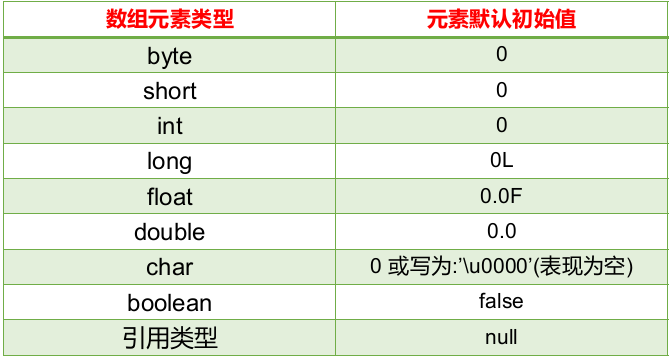 数组元素类型 元素默认初始值
byte 0
short 0
int 0
long 0L
float 0.0F
double 0.0
char 0 或写为:’\u0000’(表现为空)
boolean false
引用类型 null